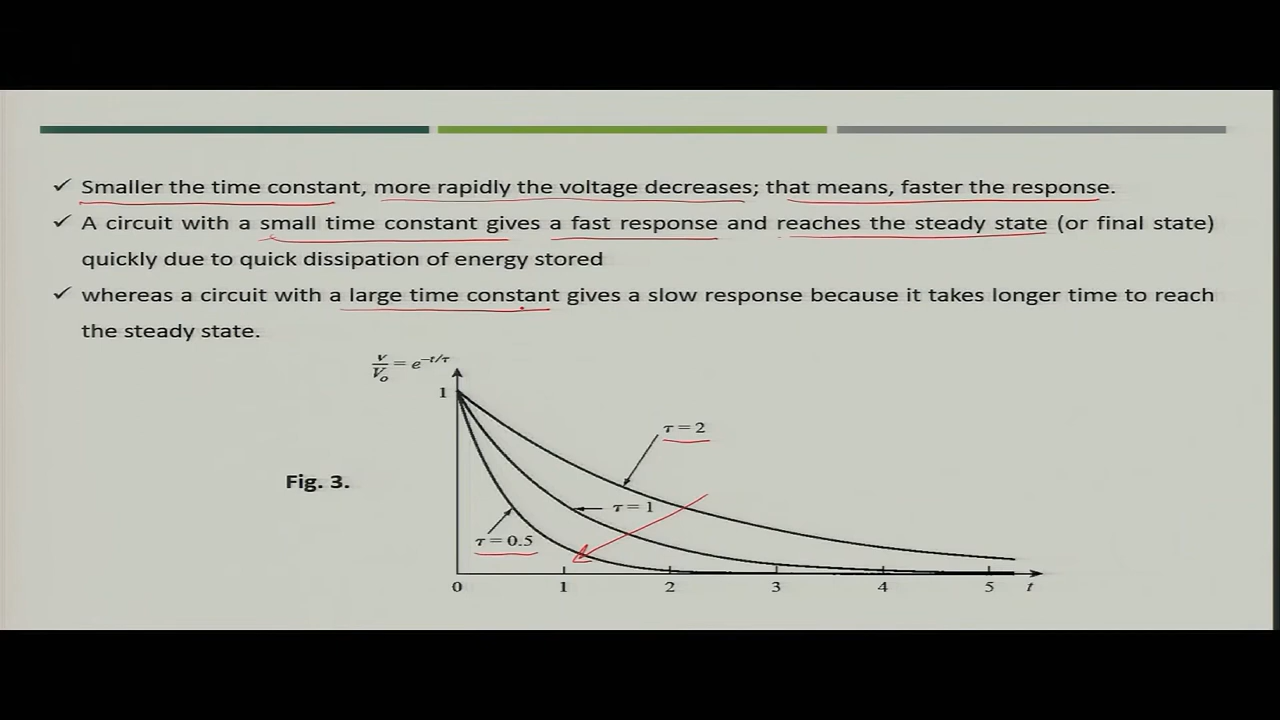 ✓ Smaller the time constant, more rapidly the voltage decreases; that means, faster the response.
✓ A circuit with a small time constant gives a fast response and reaches the steady state (or final state)
quickly due to quick dissipation of energy stored
✓ whereas a circuit with a large time constant gives a slow response because it takes longer time to reach
the steady state.
v/V₀ = e^(−t/τ)
1
τ = 2
Fig. 3.
τ = 1
τ = 0.5
0 1 2 3 4 5 t